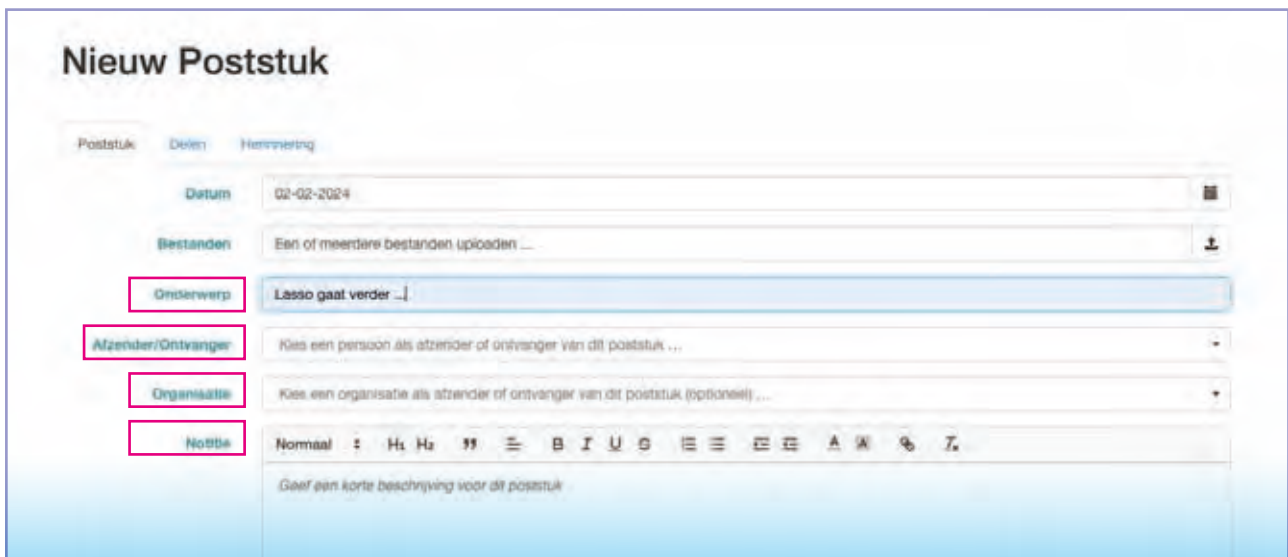 Nieuw Poststuk
Poststuk Delen Herinnering
Datum 02-02-2024
Bestanden Een of meerdere bestanden uploaden ...
Onderwerp Lasso gaat verder ...
Afzender/Ontvanger Kies een persoon als afzender of ontvanger van dit poststuk ...
Organisatie Kies een organisatie als afzender of ontvanger van dit poststuk (optioneel) ...
Notitie Normaal H1 H2 B I U S A A Tx
Geef een korte beschrijving voor dit poststuk